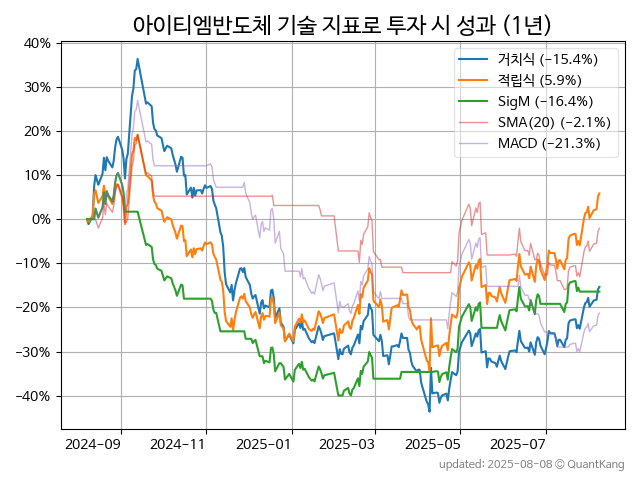 아이티엠반도체 기술 지표로 투자 시 성과 (1년)
40%
30%
20%
10%
0%
−10%
−20%
−30%
−40%
거치식 (−15.4%)
적립식 (5.9%)
SigM (−16.4%)
SMA(20) (−2.1%)
MACD (−21.3%)
2024-09 2024-11 2025-01 2025-03 2025-05 2025-07
updated: 2025-08-08 © QuantKang